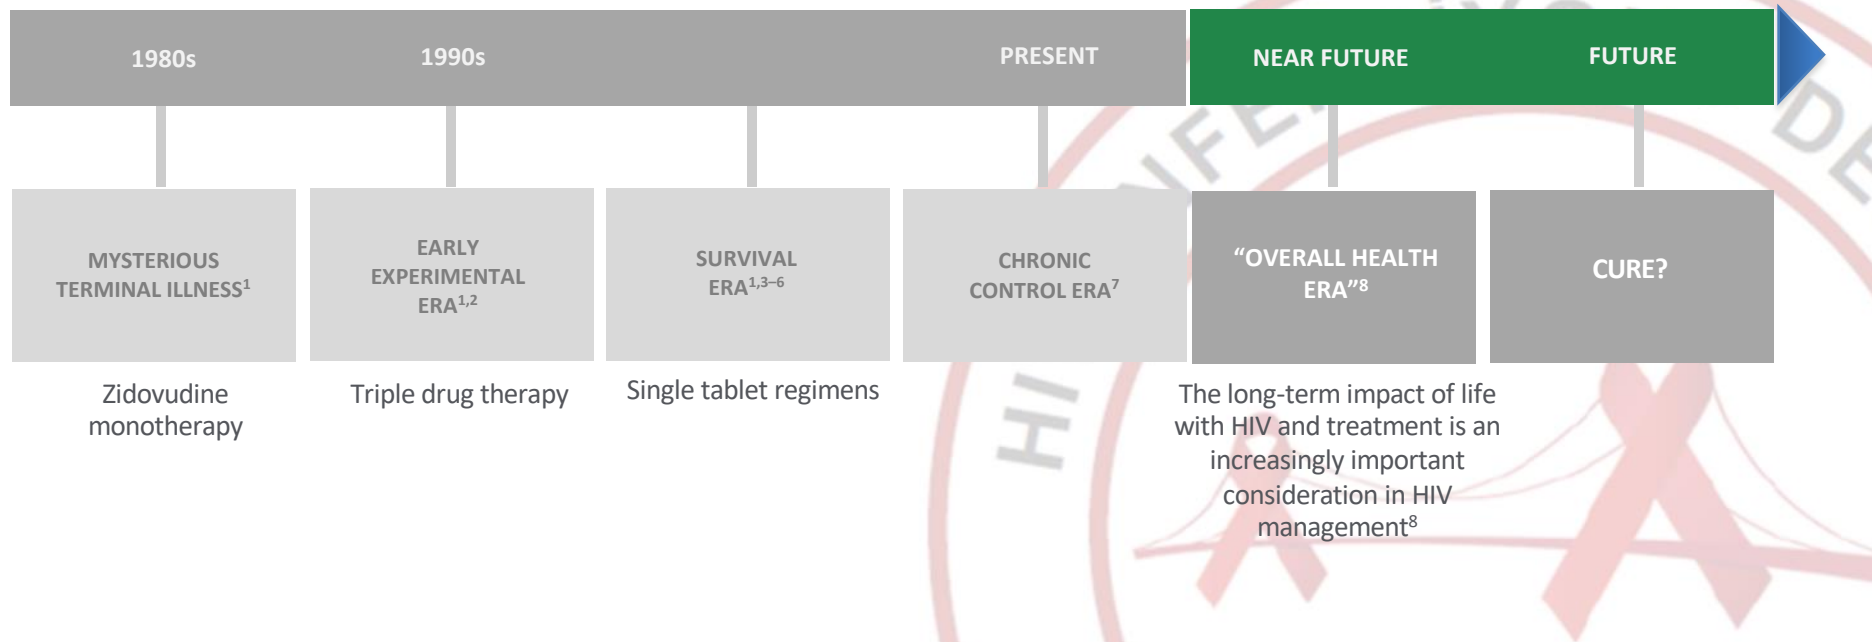 1980s
1990s
PRESENT
NEAR FUTURE
FUTURE
MYSTERIOUS
TERMINAL ILLNESS¹
EARLY
EXPERIMENTAL
ERA¹,²
SURVIVAL
ERA¹,³⁻⁶
CHRONIC
CONTROL ERA⁷
“OVERALL HEALTH
ERA”⁸
CURE?
Zidovudine
monotherapy
Triple drug therapy
Single tablet regimens
The long-term impact of life
with HIV and treatment is an
increasingly important
consideration in HIV
management⁸